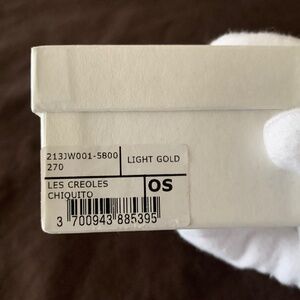 213JW001-5800
270
LIGHT GOLD
LES CREOLES
CHIQUITO
OS
3 700943 885395